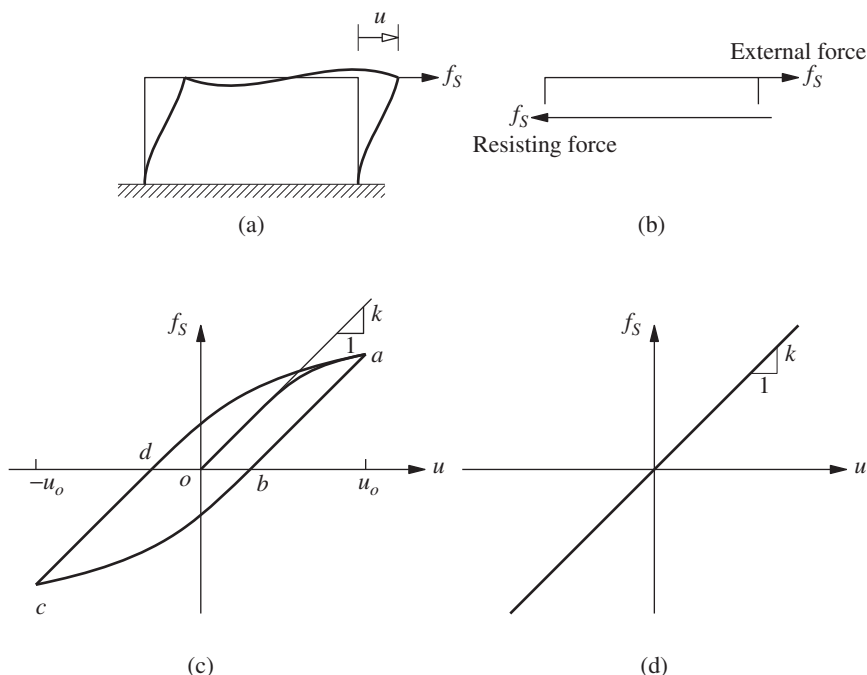 u
f_S
External force
f_S
f_S
Resisting force
(a)
(b)
f_S
k
1
a
d
−u_o
o
b
u_o
u
c
(c)
f_S
k
1
u
(d)